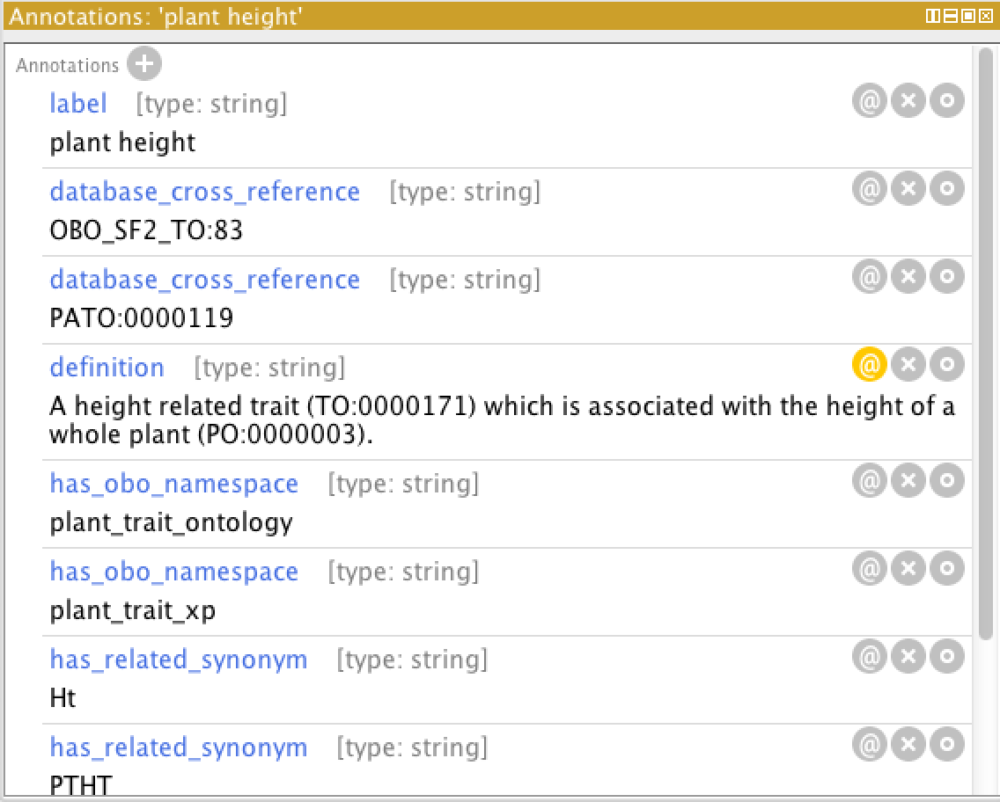 Annotations: 'plant height'
Annotations
label [type: string]
plant height
database_cross_reference [type: string]
OBO_SF2_TO:83
database_cross_reference [type: string]
PATO:0000119
definition [type: string]
A height related trait (TO:0000171) which is associated with the height of a
whole plant (PO:0000003).
has_obo_namespace [type: string]
plant_trait_ontology
has_obo_namespace [type: string]
plant_trait_xp
has_related_synonym [type: string]
Ht
has_related_synonym [type: string]
PTHT